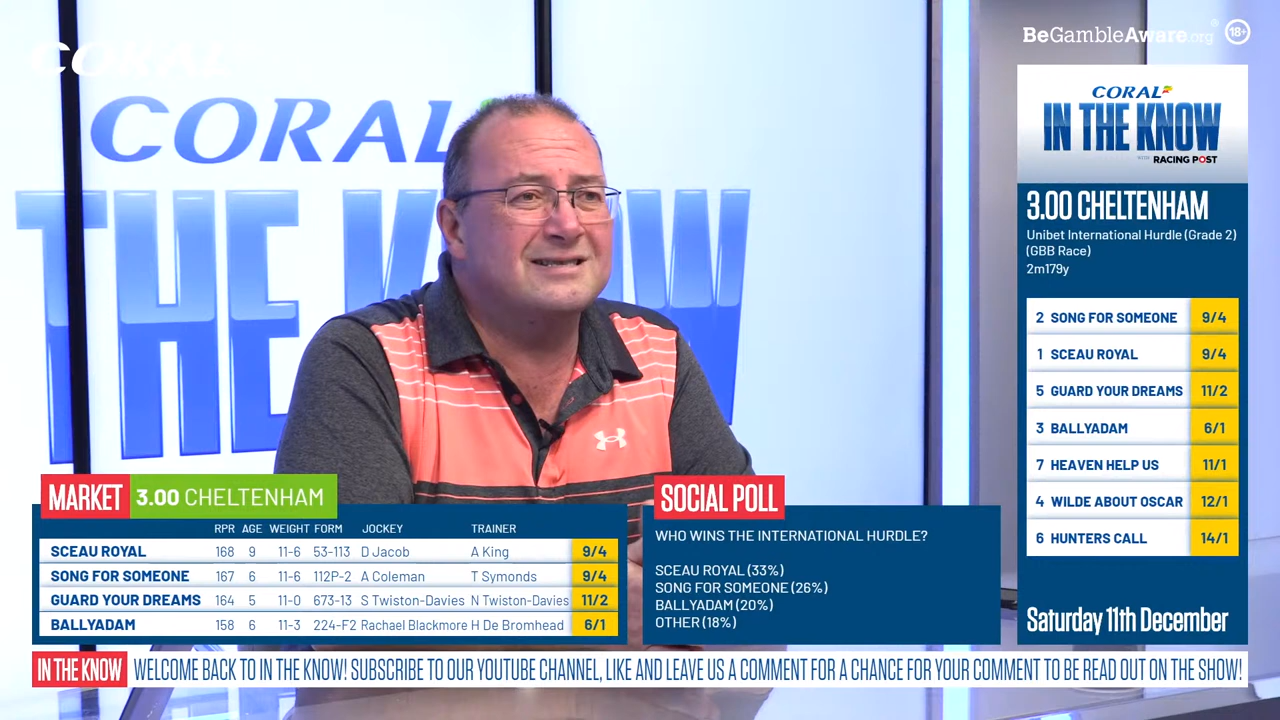 CORAL
BeGambleAware.org® 18+
CORAL
THE KNOW
CORAL
IN THE KNOW
WITH RACING POST
3.00 CHELTENHAM
Unibet International Hurdle (Grade 2)
(GBB Race)
2m179y
2 SONG FOR SOMEONE 9/4
1 SCEAU ROYAL 9/4
5 GUARD YOUR DREAMS 11/2
3 BALLYADAM 6/1
7 HEAVEN HELP US 11/1
4 WILDE ABOUT OSCAR 12/1
6 HUNTERS CALL 14/1
Saturday 11th December
MARKET 3.00 CHELTENHAM
RPR AGE WEIGHT FORM JOCKEY TRAINER
SCEAU ROYAL 168 9 11-6 53-113 D Jacob A King 9/4
SONG FOR SOMEONE 167 6 11-6 112P-2 A Coleman T Symonds 9/4
GUARD YOUR DREAMS 164 5 11-0 673-13 S Twiston-Davies N Twiston-Davies 11/2
BALLYADAM 158 6 11-3 224-F2 Rachael Blackmore H De Bromhead 6/1
SOCIAL POLL
WHO WINS THE INTERNATIONAL HURDLE?
SCEAU ROYAL (33%)
SONG FOR SOMEONE (26%)
BALLYADAM (20%)
OTHER (18%)
IN THE KNOW WELCOME BACK TO IN THE KNOW! SUBSCRIBE TO OUR YOUTUBE CHANNEL, LIKE AND LEAVE US A COMMENT FOR A CHANCE FOR YOUR COMMENT TO BE READ OUT ON THE SHOW!